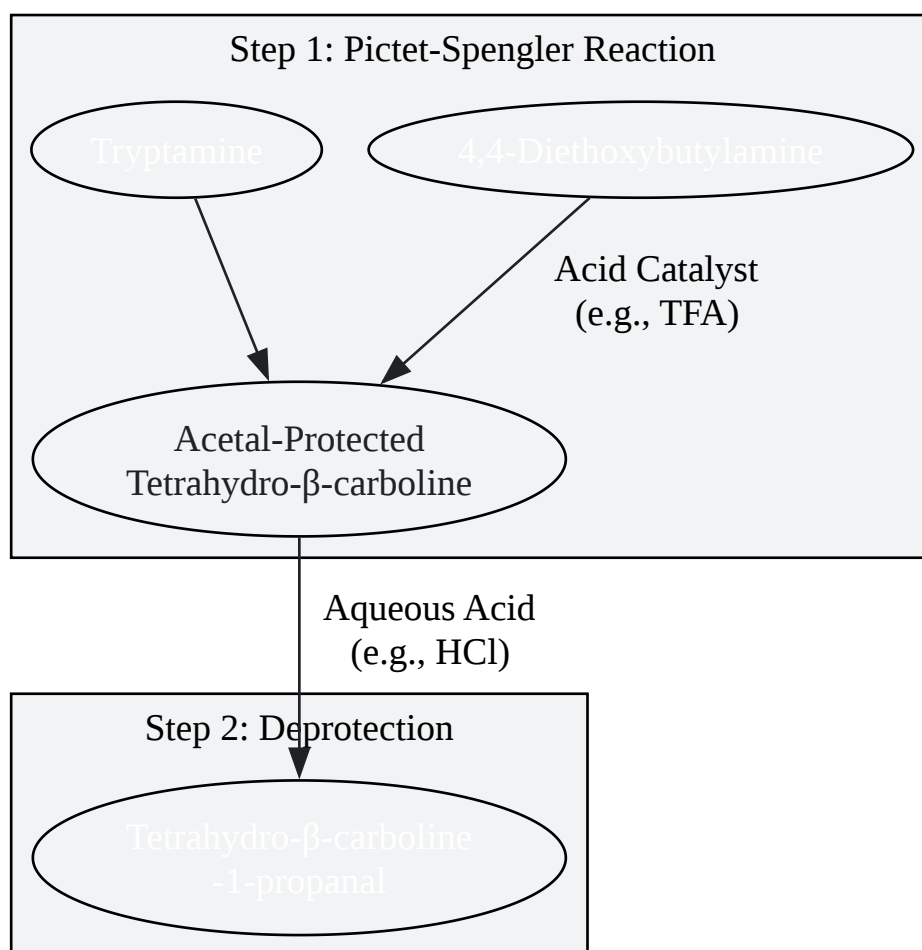 Step 1: Pictet-Spengler Reaction
Tryptamine
4,4-Diethoxybutylamine
Acid Catalyst
(e.g., TFA)
Acetal-Protected
Tetrahydro-β-carboline
Aqueous Acid
(e.g., HCl)
Step 2: Deprotection
Tetrahydro-β-carboline
-1-propanal